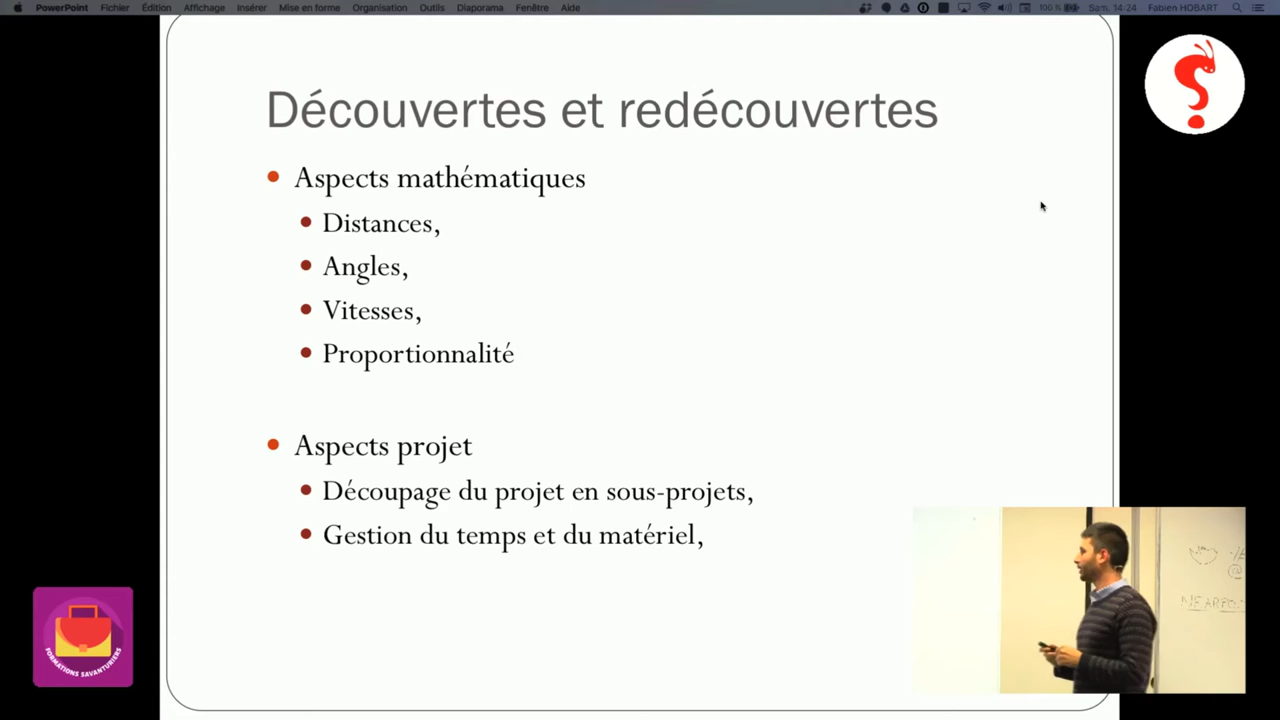 PowerPoint Fichier Édition Affichage Insérer Mise en forme Organisation Outils Diaporama Fenêtre Aide 100 % Sam. 14:24 Fabien HOBART
Découvertes et redécouvertes
Aspects mathématiques
Distances,
Angles,
Vitesses,
Proportionnalité
Aspects projet
Découpage du projet en sous-projets,
Gestion du temps et du matériel,
FORMATIONS SAVANTURIERS
@
NEARPO